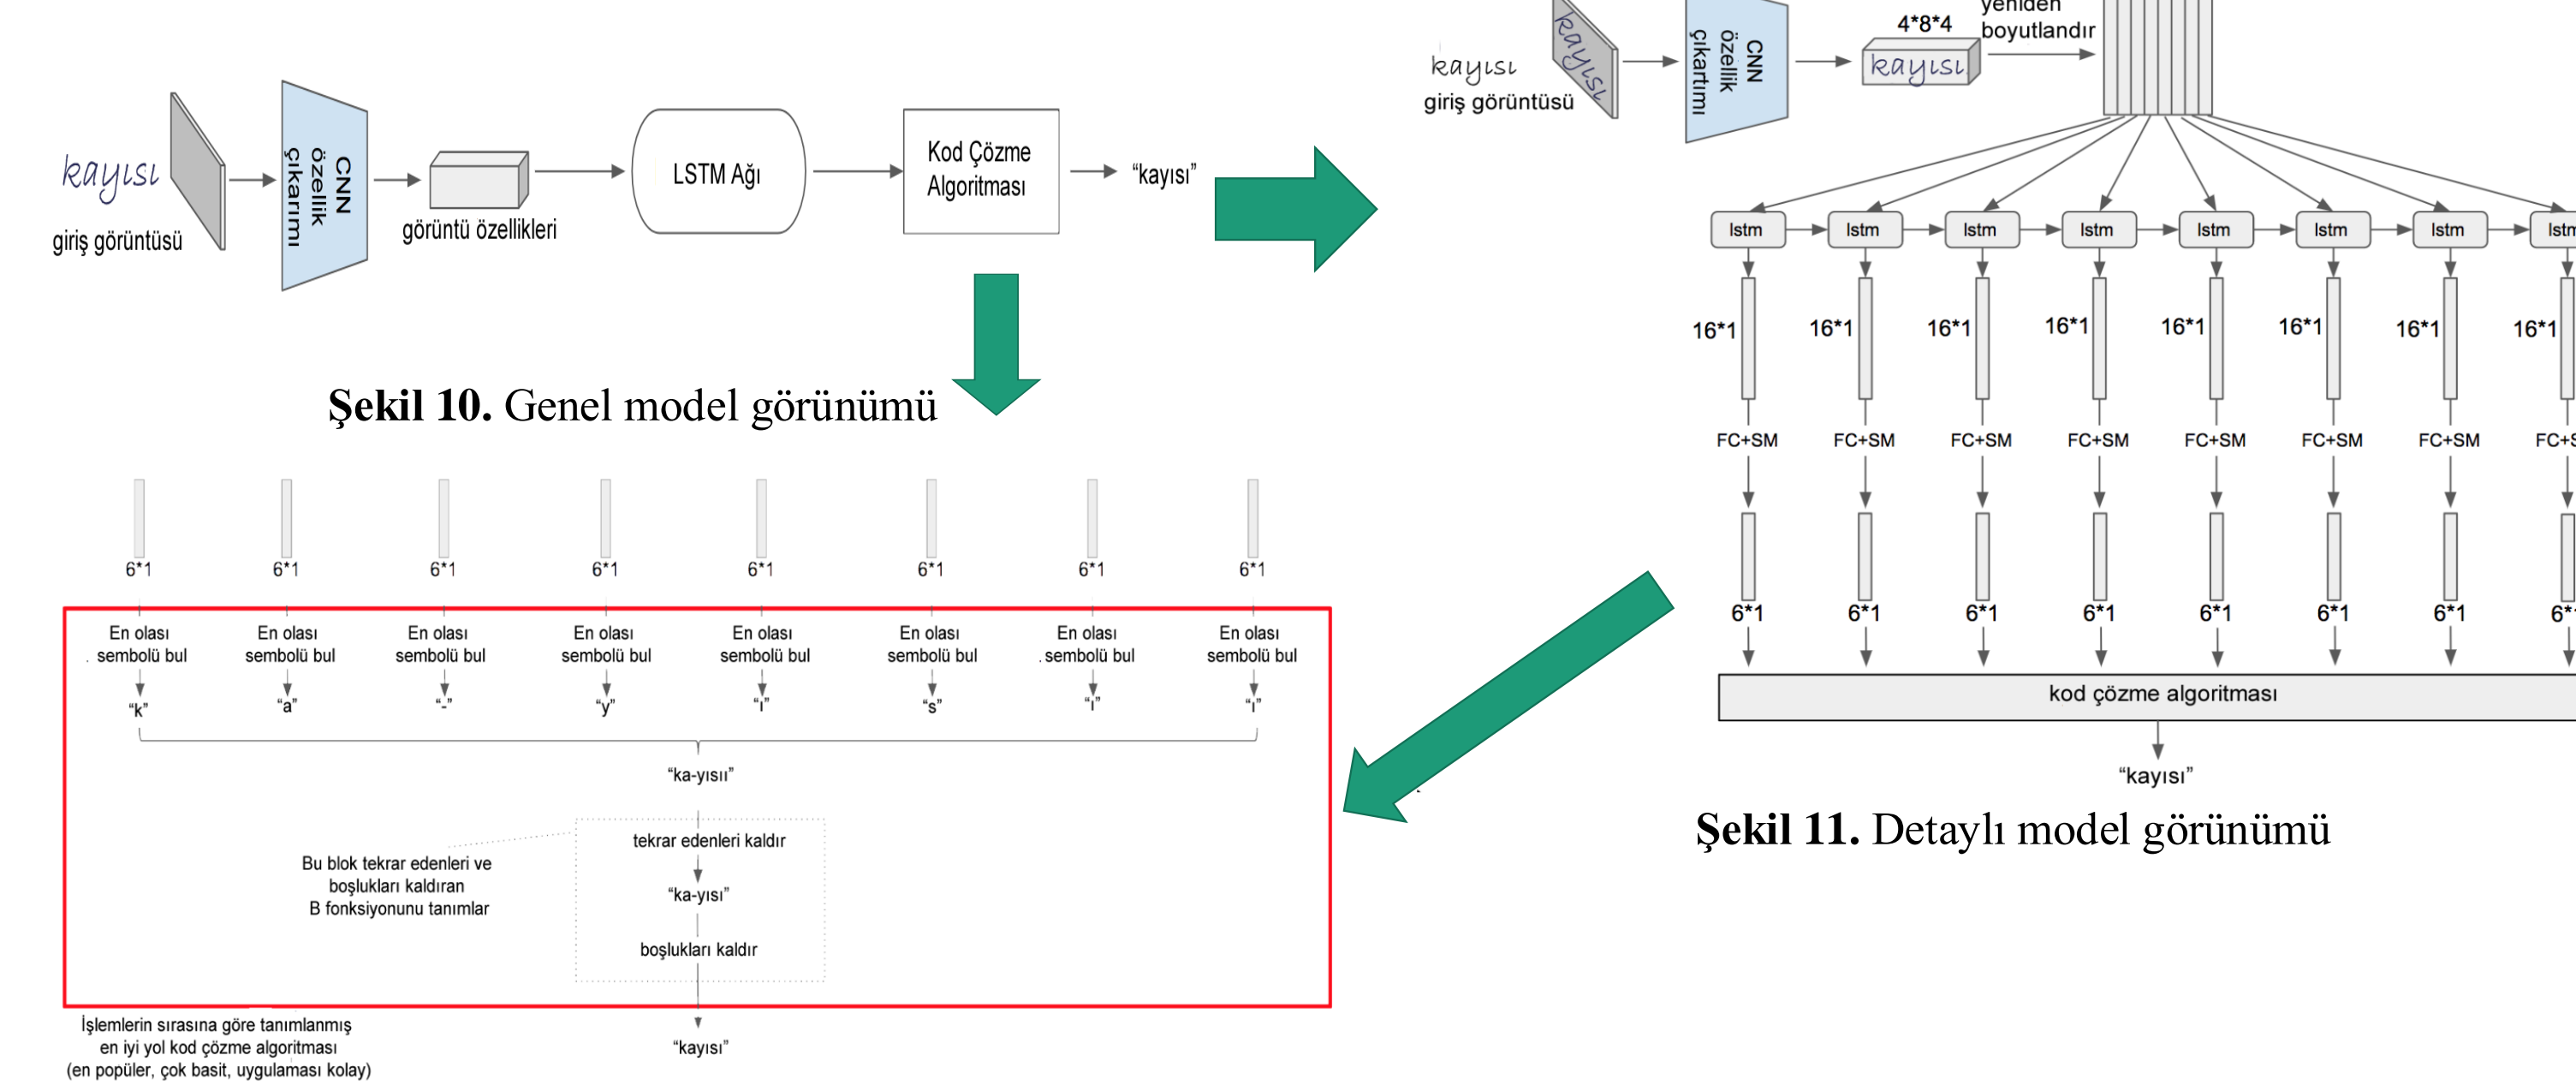 kayısı
giriş görüntüsü
CNN
özellik
çıkarımı
görüntü özellikleri
LSTM Ağı
Kod Çözme
Algoritması
“kayısı”
Şekil 10. Genel model görünümü
kayısı
giriş görüntüsü
kayısı
CNN
özellik
çıkartımı
4*8*4
kayısı
yeniden
boyutlandır
lstm lstm lstm lstm lstm lstm lstm lstm
16*1 16*1 16*1 16*1 16*1 16*1 16*1 16*1
FC+SM FC+SM FC+SM FC+SM FC+SM FC+SM FC+SM FC+S
6*1 6*1 6*1 6*1 6*1 6*1 6*1 6*
kod çözme algoritması
“kayısı”
Şekil 11. Detaylı model görünümü
6*1 6*1 6*1 6*1 6*1 6*1 6*1 6*1
En olası En olası En olası En olası En olası En olası En olası En olası
sembolü bul sembolü bul sembolü bul sembolü bul sembolü bul sembolü bul sembolü bul sembolü bul
“k” “a” “-” “y” “ı” “s” “ı” “ı”
“ka-yısıı”
tekrar edenleri kaldır
“ka-yısı”
boşlukları kaldır
Bu blok tekrar edenleri ve
boşlukları kaldıran
B fonksiyonunu tanımlar
“kayısı”
İşlemlerin sırasına göre tanımlanmış
en iyi yol kod çözme algoritması
(en popüler, çok basit, uygulaması kolay)